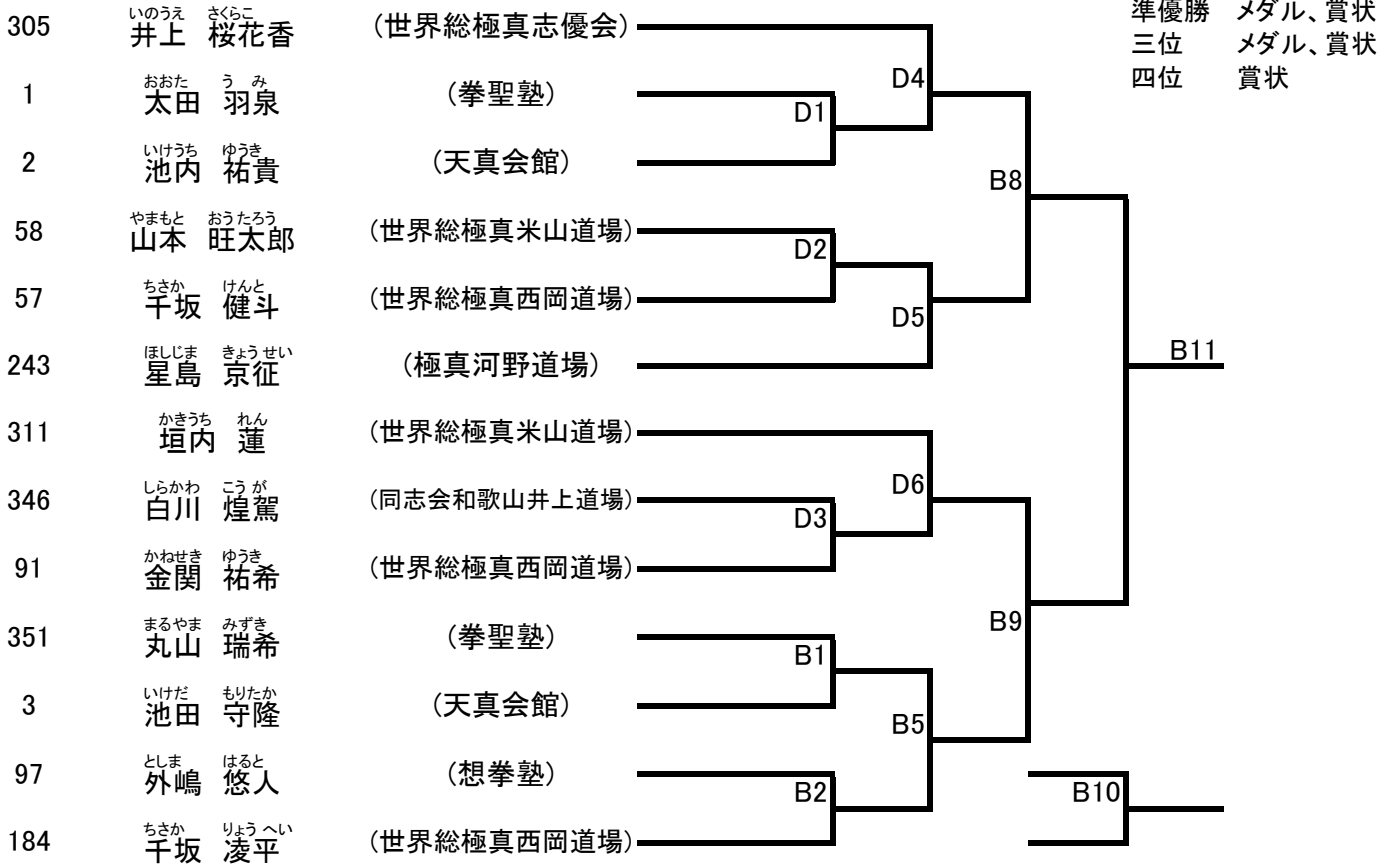 準優勝 メダル、賞状
三位 メダル、賞状
四位 賞状
いのうえ さくらこ
305 井上 桜花香 (世界総極真志優会)
D4
おおた う み
1 太田 羽泉 (拳聖塾)
D1
いけうち ゆうき
2 池内 祐貴 (天真会館)
B8
やまもと おうたろう
58 山本 旺太郎 (世界総極真米山道場)
D2
ちさか けんと
57 千坂 健斗 (世界総極真西岡道場)
D5
ほしじま きょうせい
243 星島 京征 (極真河野道場)
B11
かきうち れん
311 垣内 蓮 (世界総極真米山道場)
D6
しらかわ こうが
346 白川 煌駕 (同志会和歌山井上道場)
D3
かねせき ゆうき
91 金関 祐希 (世界総極真西岡道場)
B9
まるやま みずき
351 丸山 瑞希 (拳聖塾)
B1
いけだ もりたか
3 池田 守隆 (天真会館)
B5
としま はると
97 外嶋 悠人 (想拳塾)
B2 B10
ちさか りょうへい
184 千坂 凌平 (世界総極真西岡道場)